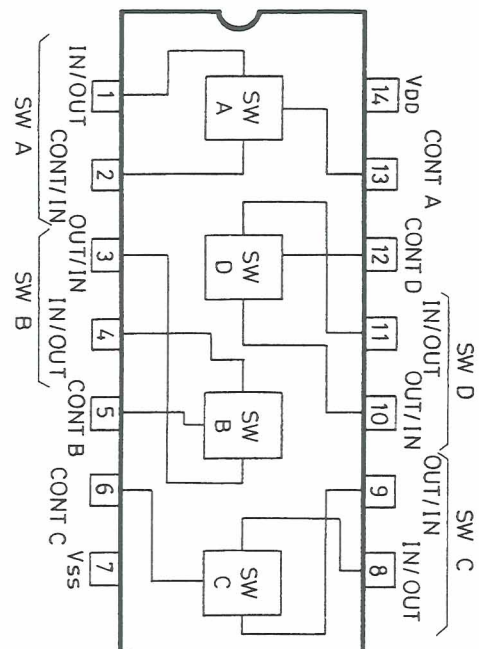 SW D
SW C
VDD
CONT A
CONT D
IN/OUT
OUT/IN
OUT/IN
IN/OUT
14
13
12
11
10
9
8
SW
A
SW
D
SW
B
SW
C
1
2
3
4
5
6
7
IN/OUT
CONT/IN
OUT/IN
IN/OUT
CONT B
CONT C
Vss
SW A
SW B